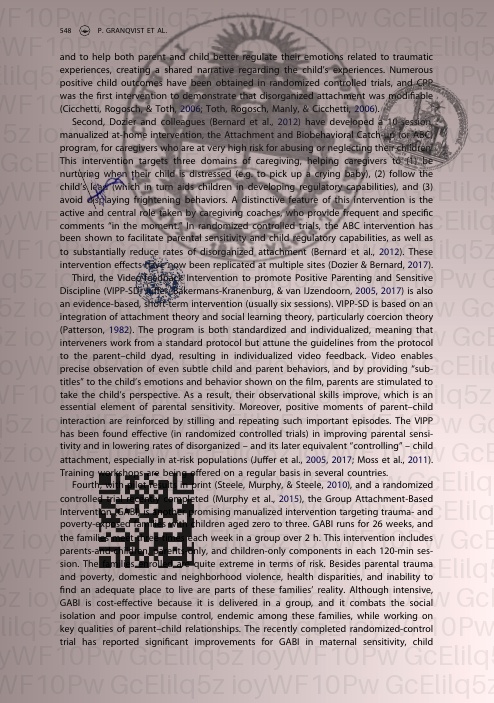 548 P. GRANQVIST ET AL.
and to help both parent and child better regulate their emotions related to traumatic
experiences, creating a shared narrative regarding the child's experiences. Numerous
positive child outcomes have been obtained in randomized controlled trials, and CPP
was the first intervention to demonstrate that disorganized attachment was modifiable
(Cicchetti, Rogosch, & Toth, 2006; Toth, Rogosch, Manly, & Cicchetti, 2006).
Second, Dozier and colleagues (Bernard et al., 2012) have developed a 10 session,
manualized at-home intervention, the Attachment and Biobehavioral Catch-up (or ABC)
program, for caregivers who are at very high risk for abusing or neglecting their children.
This intervention targets three domains of caregiving, helping caregivers to (1) be
nurturing when their child is distressed (e.g. to pick up a crying baby), (2) follow the
child's lead (which in turn aids children in developing regulatory capabilities), and (3)
avoid displaying frightening behaviors. A distinctive feature of this intervention is the
active and central role taken by caregiving coaches, who provide frequent and specific
comments "in the moment." In randomized controlled trials, the ABC intervention has
been shown to facilitate parental sensitivity and child regulatory capabilities, as well as
to substantially reduce rates of disorganized attachment (Bernard et al., 2012). These
intervention effects have now been replicated at multiple sites (Dozier & Bernard, 2017).
Third, the Video-feedback Intervention to promote Positive Parenting and Sensitive
Discipline (VIPP-SD; Juffer, Bakermans-Kranenburg, & van IJzendoorn, 2005, 2017) is also
an evidence-based, short-term intervention (usually six sessions). VIPP-SD is based on an
integration of attachment theory and social learning theory, particularly coercion theory
(Patterson, 1982). The program is both standardized and individualized, meaning that
interveners work from a standard protocol but attune the guidelines from the protocol
to the parent–child dyad, resulting in individualized video feedback. Video enables
precise observation of even subtle child and parent behaviors, and by providing "sub-
titles" to the child's emotions and behavior shown on the film, parents are stimulated to
take the child's perspective. As a result, their observational skills improve, which is an
essential element of parental sensitivity. Moreover, positive moments of parent–child
interaction are reinforced by stilling and repeating such important episodes. The VIPP
has been found effective (in randomized controlled trials) in improving parental sensi-
tivity and in lowering rates of disorganized – and its later equivalent "controlling" – child
attachment, especially in at-risk populations (Juffer et al., 2005, 2017; Moss et al., 2011).
Training workshops are being offered on a regular basis in several countries.
Fourth, with pilot results in print (Steele, Murphy, & Steele, 2010), and a randomized
controlled trial completed (Murphy et al., 2015), the Group Attachment-Based
Intervention GABI is another promising manualized intervention targeting trauma- and
poverty-exposed families with children aged zero to three. GABI runs for 26 weeks, and
the families each week in a group over 2 h. This intervention includes
parents-and-children, parents-only, and children-only components in each 120-min ses-
sion. The families enrolled are quite extreme in terms of risk. Besides parental trauma
and poverty, domestic and neighborhood violence, health disparities, and inability to
find an adequate place to live are parts of these families' reality. Although intensive,
GABI is cost-effective because it is delivered in a group, and it combats the social
isolation and poor impulse control, endemic among these families, while working on
key qualities of parent–child relationships. The recently completed randomized-control
trial has reported significant improvements for GABI in maternal sensitivity, child